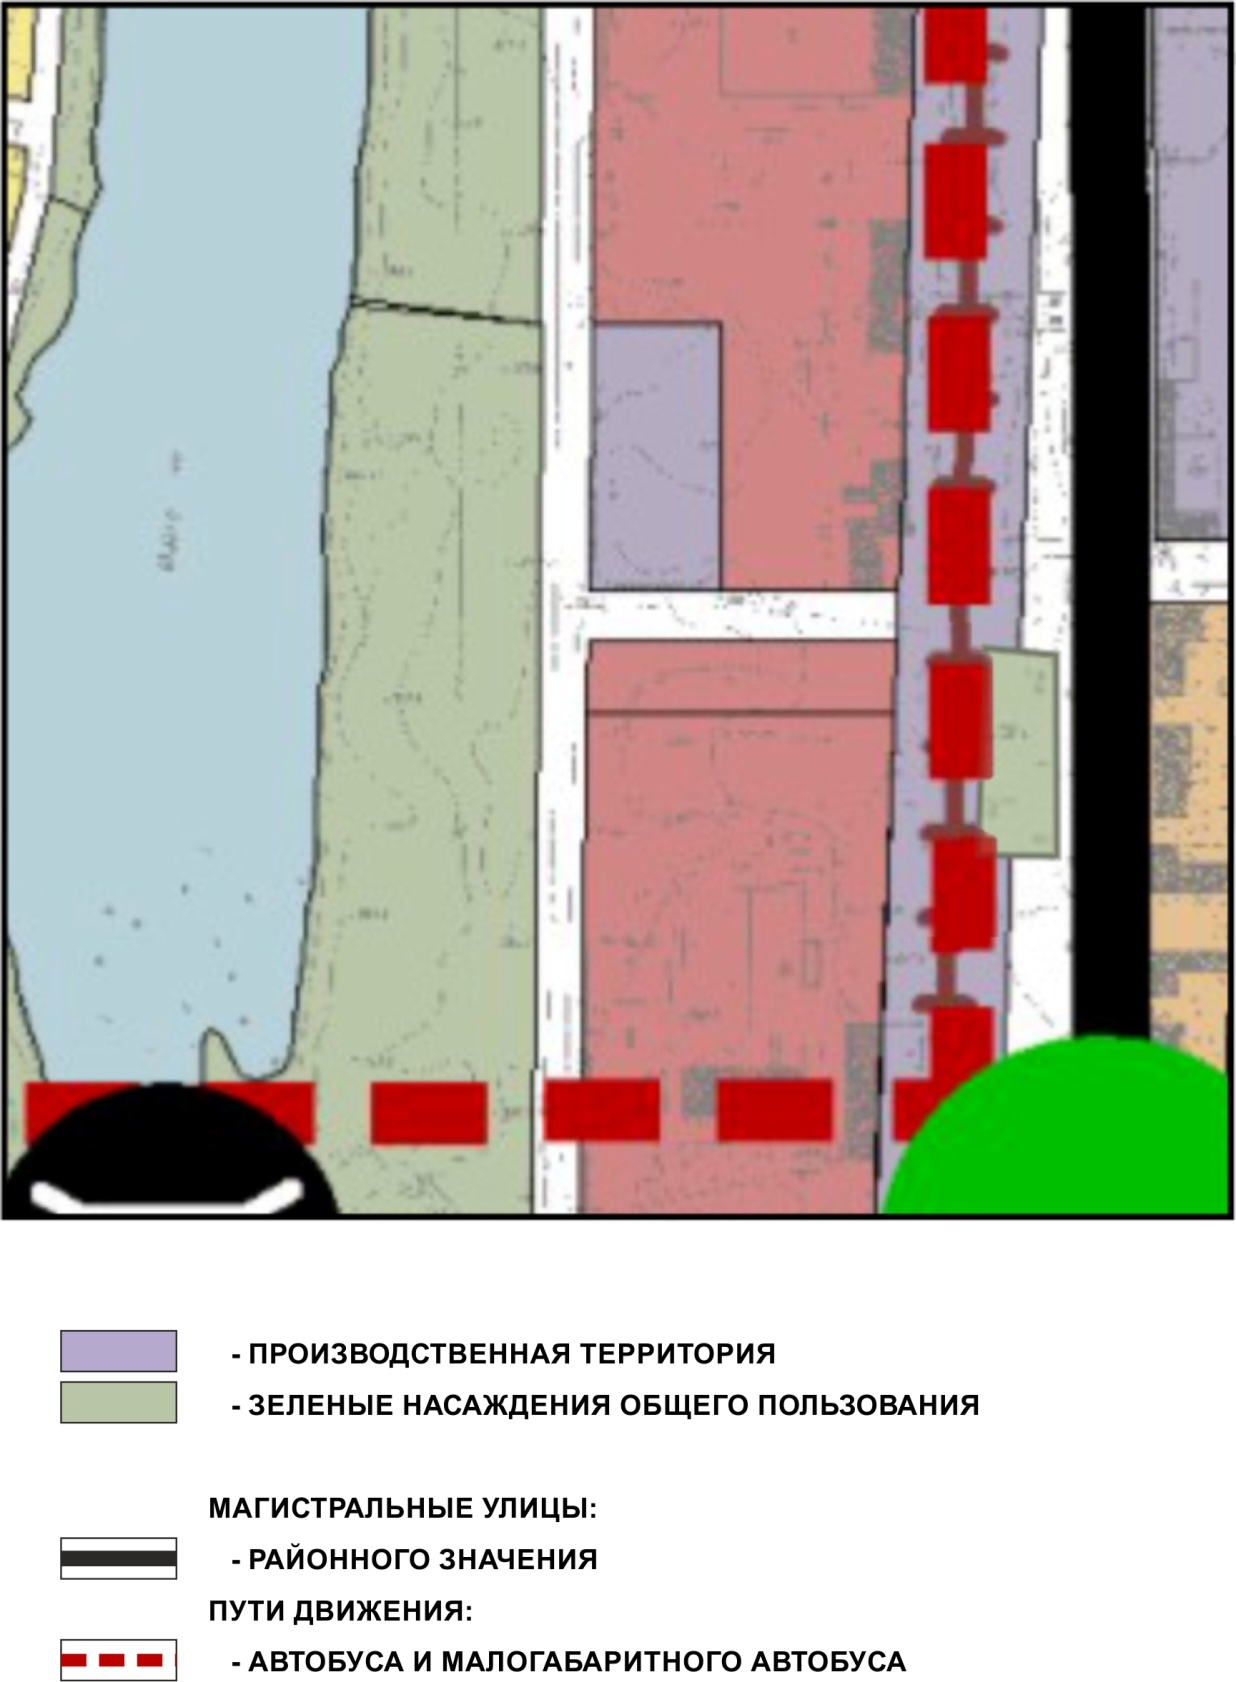 - ПРОИЗВОДСТВЕННАЯ ТЕРРИТОРИЯ
- ЗЕЛЕНЫЕ НАСАЖДЕНИЯ ОБЩЕГО ПОЛЬЗОВАНИЯ
МАГИСТРАЛЬНЫЕ УЛИЦЫ:
- РАЙОННОГО ЗНАЧЕНИЯ
ПУТИ ДВИЖЕНИЯ:
- АВТОБУСА И МАЛОГАБАРИТНОГО АВТОБУСА